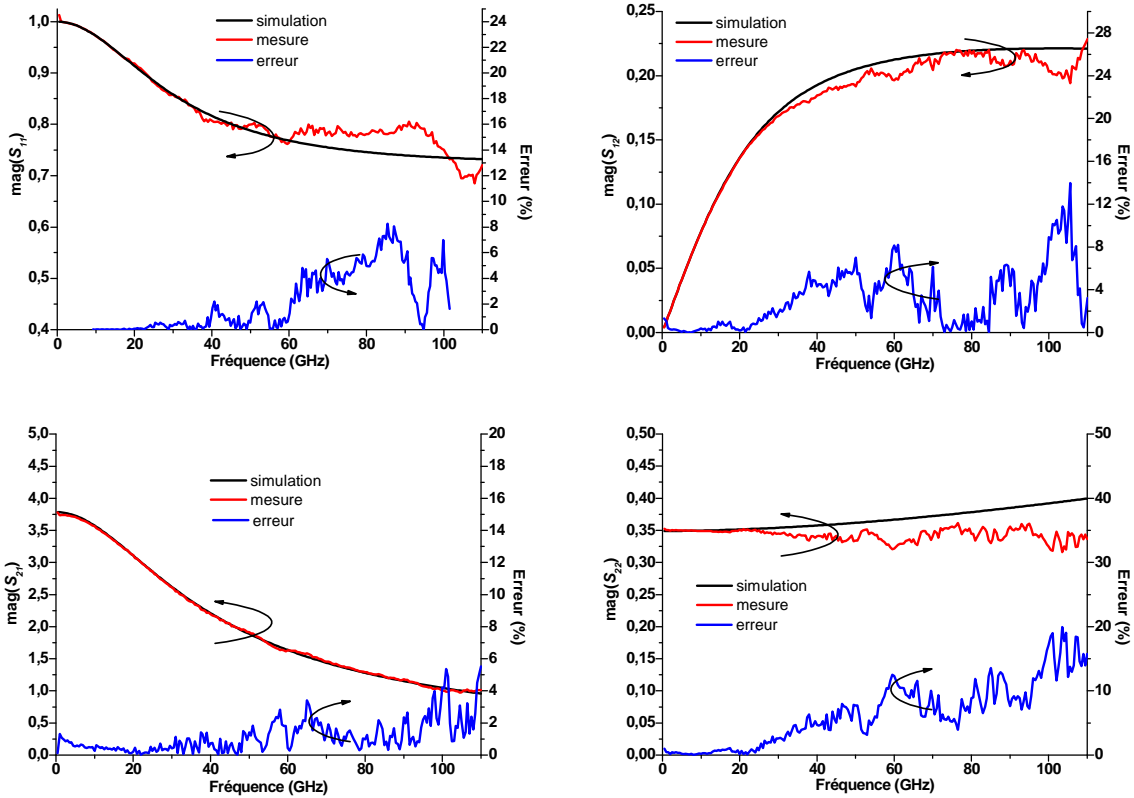 simulation
mesure
erreur
mag(S11)
1,0
0,9
0,8
0,7
0,6
0,5
0,4
24
22
20
18
16
14
12
10
8
6
4
2
0
Erreur (%)
0 20 40 60 80 100
Fréquence (GHz)
simulation
mesure
erreur
mag(S12)
0,25
0,20
0,15
0,10
0,05
0,00
28
24
20
16
12
8
4
0
Erreur (%)
0 20 40 60 80 100
Fréquence (GHz)
simulation
mesure
erreur
mag(S21)
5,0
4,5
4,0
3,5
3,0
2,5
2,0
1,5
1,0
0,5
0,0
20
18
16
14
12
10
8
6
4
2
0
Erreur (%)
0 20 40 60 80 100
Fréquence (GHz)
simulation
mesure
erreur
mag(S22)
0,50
0,45
0,40
0,35
0,30
0,25
0,20
0,15
0,10
0,05
0,00
50
40
30
20
10
0
Erreur (%)
0 20 40 60 80 100
Fréquence (GHz)